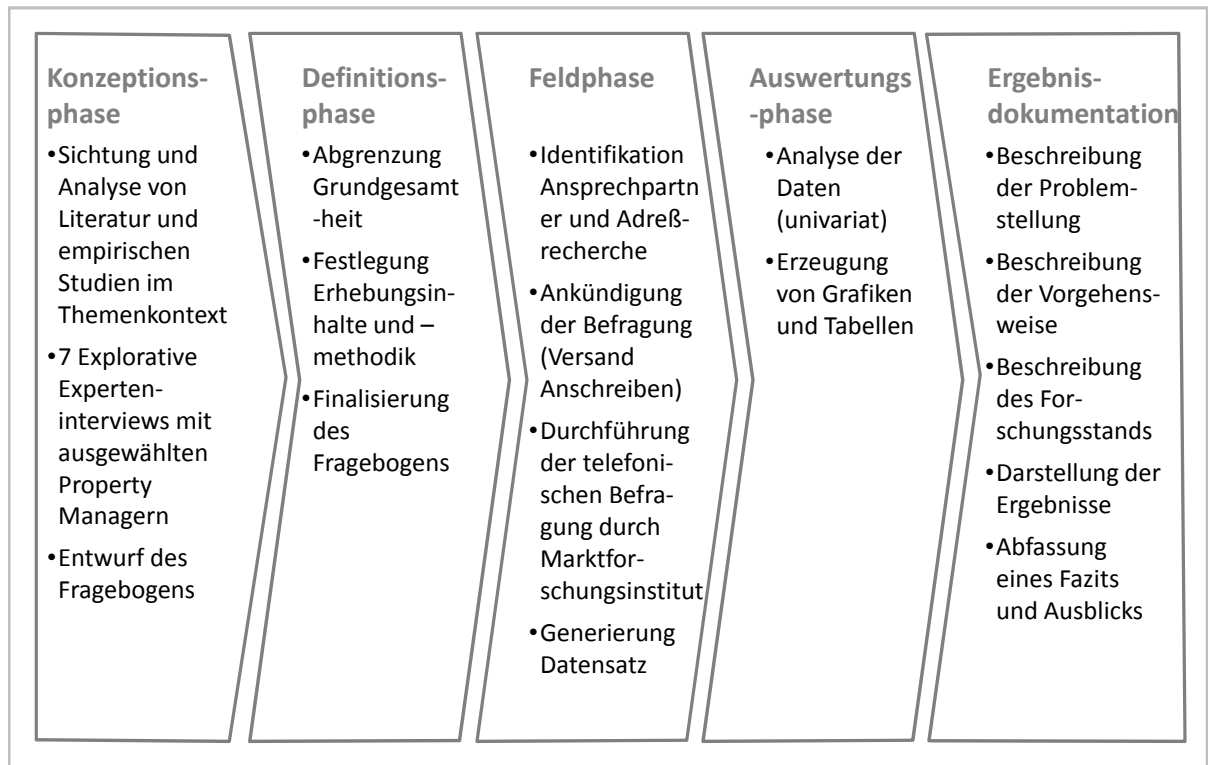 Konzeptions-
phase
•Sichtung und
Analyse von
Literatur und
empirischen
Studien im
Themenkontext
•7 Explorative
Experten-
interviews mit
ausgewählten
Property
Managern
•Entwurf des
Fragebogens
Definitions-
phase
•Abgrenzung
Grundgesamt
-heit
•Festlegung
Erhebungsin-
halte und –
methodik
•Finalisierung
des
Fragebogens
Feldphase
•Identifikation
Ansprechpartn
er und Adreß-
recherche
•Ankündigung
der Befragung
(Versand
Anschreiben)
•Durchführung
der telefoni-
schen Befra-
gung durch
Marktfor-
schungsinstitut
•Generierung
Datensatz
Auswertungs
-phase
•Analyse der
Daten
(univariat)
•Erzeugung
von Grafiken
und Tabellen
Ergebnis-
dokumentation
•Beschreibung
der Problem-
stellung
•Beschreibung
der Vorgehens-
weise
•Beschreibung
des For-
schungsstands
•Darstellung der
Ergebnisse
•Abfassung
eines Fazits
und Ausblicks